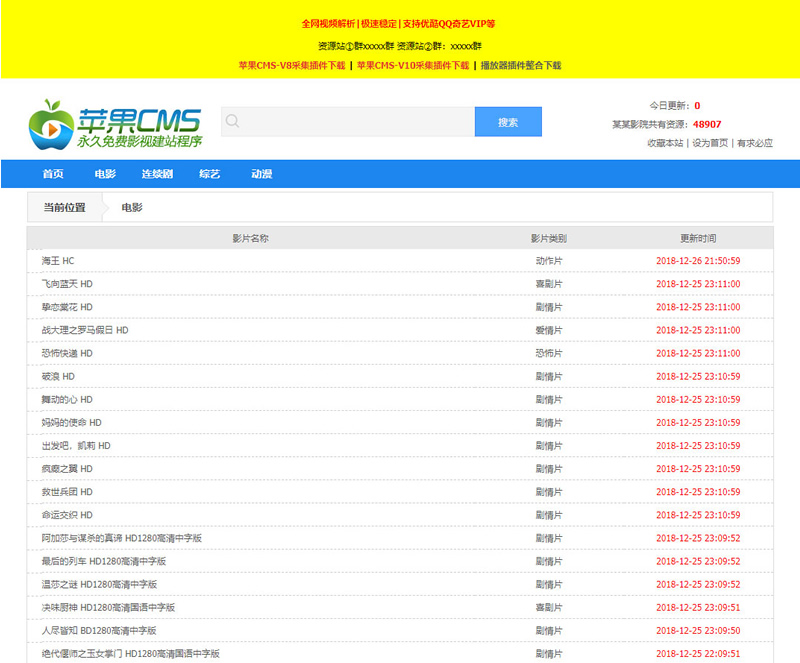 全网视频解析|极速稳定|支持优酷QQ奇艺VIP等
资源站①群xxxxx群 资源站②群：xxxxx群
苹果CMS-V8采集插件下载 | 苹果CMS-V10采集插件下载 | 播放器插件整合下载
苹果CMS
永久免费影视建站程序
搜索
今日更新：0
某某影院共有资源：48907
收藏本站 | 设为首页 | 有求必应
首页 电影 连续剧 综艺 动漫
当前位置 电影
影片名称 影片类别 更新时间
海王 HC 动作片 2018-12-26 21:50:59
飞向蓝天 HD 喜剧片 2018-12-25 23:11:00
挚恋棠花 HD 剧情片 2018-12-25 23:11:00
战大理之罗马假日 HD 爱情片 2018-12-25 23:11:00
恐怖快递 HD 恐怖片 2018-12-25 23:11:00
破浪 HD 剧情片 2018-12-25 23:10:59
舞动的心 HD 剧情片 2018-12-25 23:10:59
妈妈的使命 HD 剧情片 2018-12-25 23:10:59
出发吧，凯莉 HD 剧情片 2018-12-25 23:10:59
疯癫之翼 HD 剧情片 2018-12-25 23:10:59
救世兵团 HD 剧情片 2018-12-25 23:10:59
命运交织 HD 剧情片 2018-12-25 23:10:59
阿加莎与谋杀的真谛 HD1280高清中字版 剧情片 2018-12-25 23:09:52
最后的列车 HD1280高清中字版 剧情片 2018-12-25 23:09:52
温莎之谜 HD1280高清中字版 剧情片 2018-12-25 23:09:52
决味厨神 HD1280高清国语中字版 喜剧片 2018-12-25 23:09:51
人尽皆知 BD1280高清中字版 剧情片 2018-12-25 23:09:50
绝代偃师之玉女掌门 HD1280高清国语中字版 剧情片 2018-12-25 22:09:51